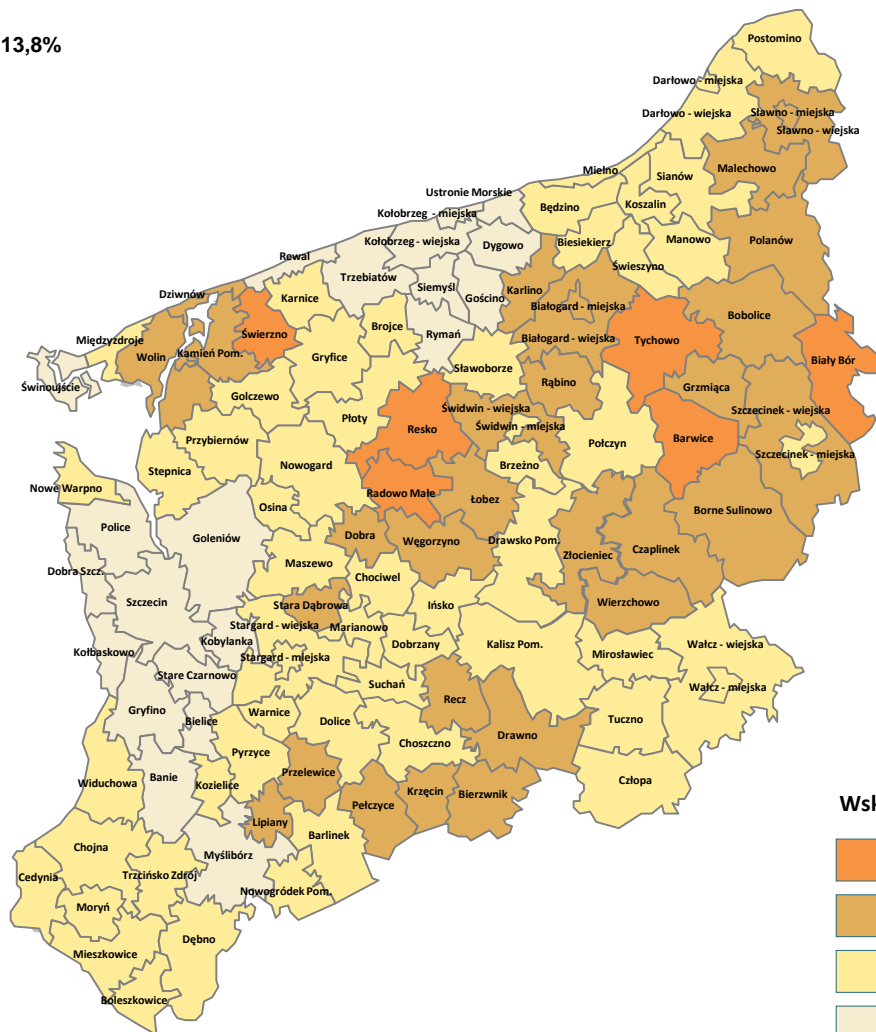 13,8%
Postomino
Darłowo - miejska
Darłowo - wiejska
Sławno - miejska
Sławno - wiejska
Malechowo
Mielno
Sianów
Ustronie Morskie
Koszalin
Będzino
Kołobrzeg - miejska
Kołobrzeg - wiejska
Dygowo
Biesiekierz
Manowo
Polanów
Rewal
Świeszyno
Trzebiatów
Siemyśl
Karlino
Dziwnów
Karnice
Gościno
Białogard - miejska
Bobolice
Brojce
Świerzno
Rymań
Międzyzdroje
Białogard - wiejska
Tychowo
Wolin
Kamień Pom.
Gryfice
Biały Bór
Sławoborze
Świnoujście
Rąbino
Grzmiąca
Golczewo
Świdwin - wiejska
Szczecinek - wiejska
Płoty
Resko
Świdwin - miejska
Przybiernów
Połczyn
Barwice
Szczecinek - miejska
Stepnica
Nowogard
Brzeżno
Nowe Warpno
Radowo Małe
Łobez
Osina
Borne Sulinowo
Police
Goleniów
Dobra
Węgorzyno
Drawsko Pom.
Złocieniec
Czaplinek
Maszewo
Dobra Szcz.
Chociwel
Szczecin
Stara Dąbrowa
Ińsko
Wierzchowo
Stargard - wiejska
Marianowo
Kobylanka
Dobrzany
Kalisz Pom.
Wałcz - wiejska
Kołbaskowo
Stargard - miejska
Mirosławiec
Stare Czarnowo
Suchań
Wałcz - miejska
Recz
Gryfino
Warnice
Bielice
Dolice
Tuczno
Drawno
Choszczno
Pyrzyce
Banie
Przelewice
Widuchowa
Kozielice
Człopa
Krzęcin
Bierzwnik
Pełczyce
Wsk
Lipiany
Barlinek
Chojna
Myślibórz
Cedynia
Trzcińsko Zdrój
Nowogródek Pom.
Moryń
Dębno
Mieszkowice
Boleszkowice